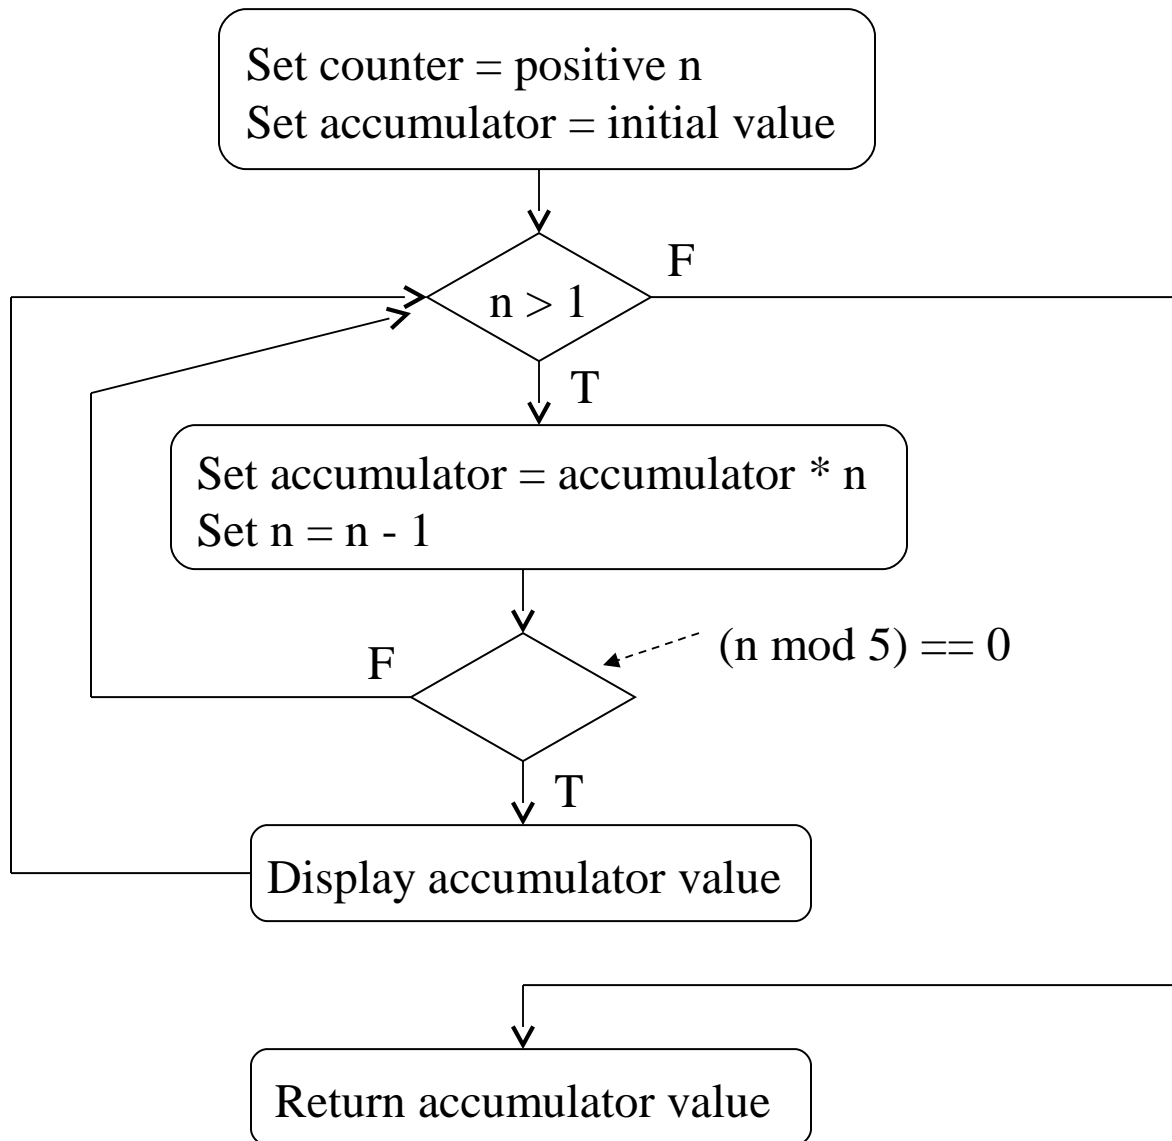 Set counter = positive n
Set accumulator = initial value
F
n > 1
T
Set accumulator = accumulator * n
Set n = n - 1
(n mod 5) == 0
F
T
Display accumulator value
Return accumulator value